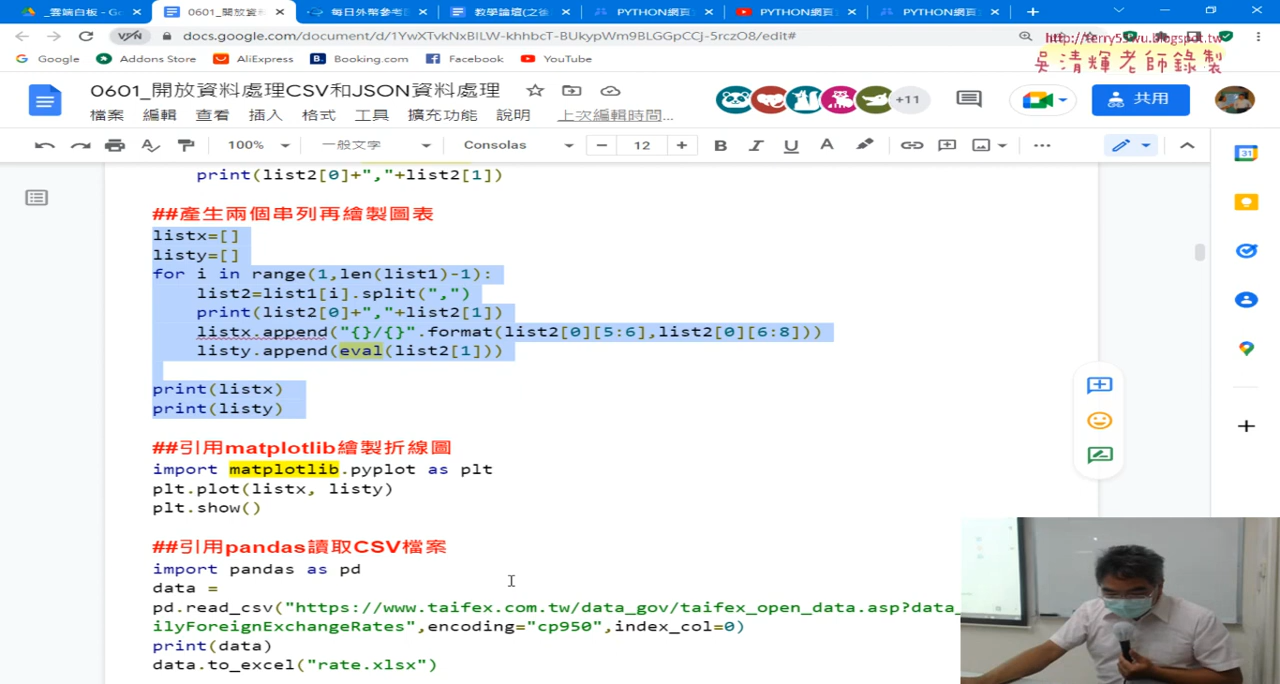 _雲端白板 - Go
0601_開放資料
每日外幣參考
教學論壇(之後
PYTHON網頁
PYTHON網頁
PYTHON網頁
VPN
docs.google.com/document/d/1YwXTvkNxBILW-khhbcT-BUkypWm9BLGGpCCj-5rczO8/edit#
http://terry55wu.blogspot.tw
吳清輝老師錄製
Google
Addons Store
AliExpress
Booking.com
Facebook
YouTube
0601_開放資料處理CSV和JSON資料處理
+11
共用
檔案 編輯 查看 插入 格式 工具 擴充功能 說明 上次編輯時間...
100% 一般文字 Consolas 12
print(list2[0]+","+list2[1])
##產生兩個串列再繪製圖表
listx=[]
listy=[]
for i in range(1,len(list1)-1):
list2=list1[i].split(",")
print(list2[0]+","+list2[1])
listx.append("{}/{}".format(list2[0][5:6],list2[0][6:8]))
listy.append(eval(list2[1]))
print(listx)
print(listy)
##引用matplotlib繪製折線圖
import matplotlib.pyplot as plt
plt.plot(listx, listy)
plt.show()
##引用pandas讀取CSV檔案
import pandas as pd
data =
pd.read_csv("https://www.taifex.com.tw/data_gov/taifex_open_data.asp?data_
ilyForeignExchangeRates",encoding="cp950",index_col=0)
print(data)
data.to_excel("rate.xlsx")